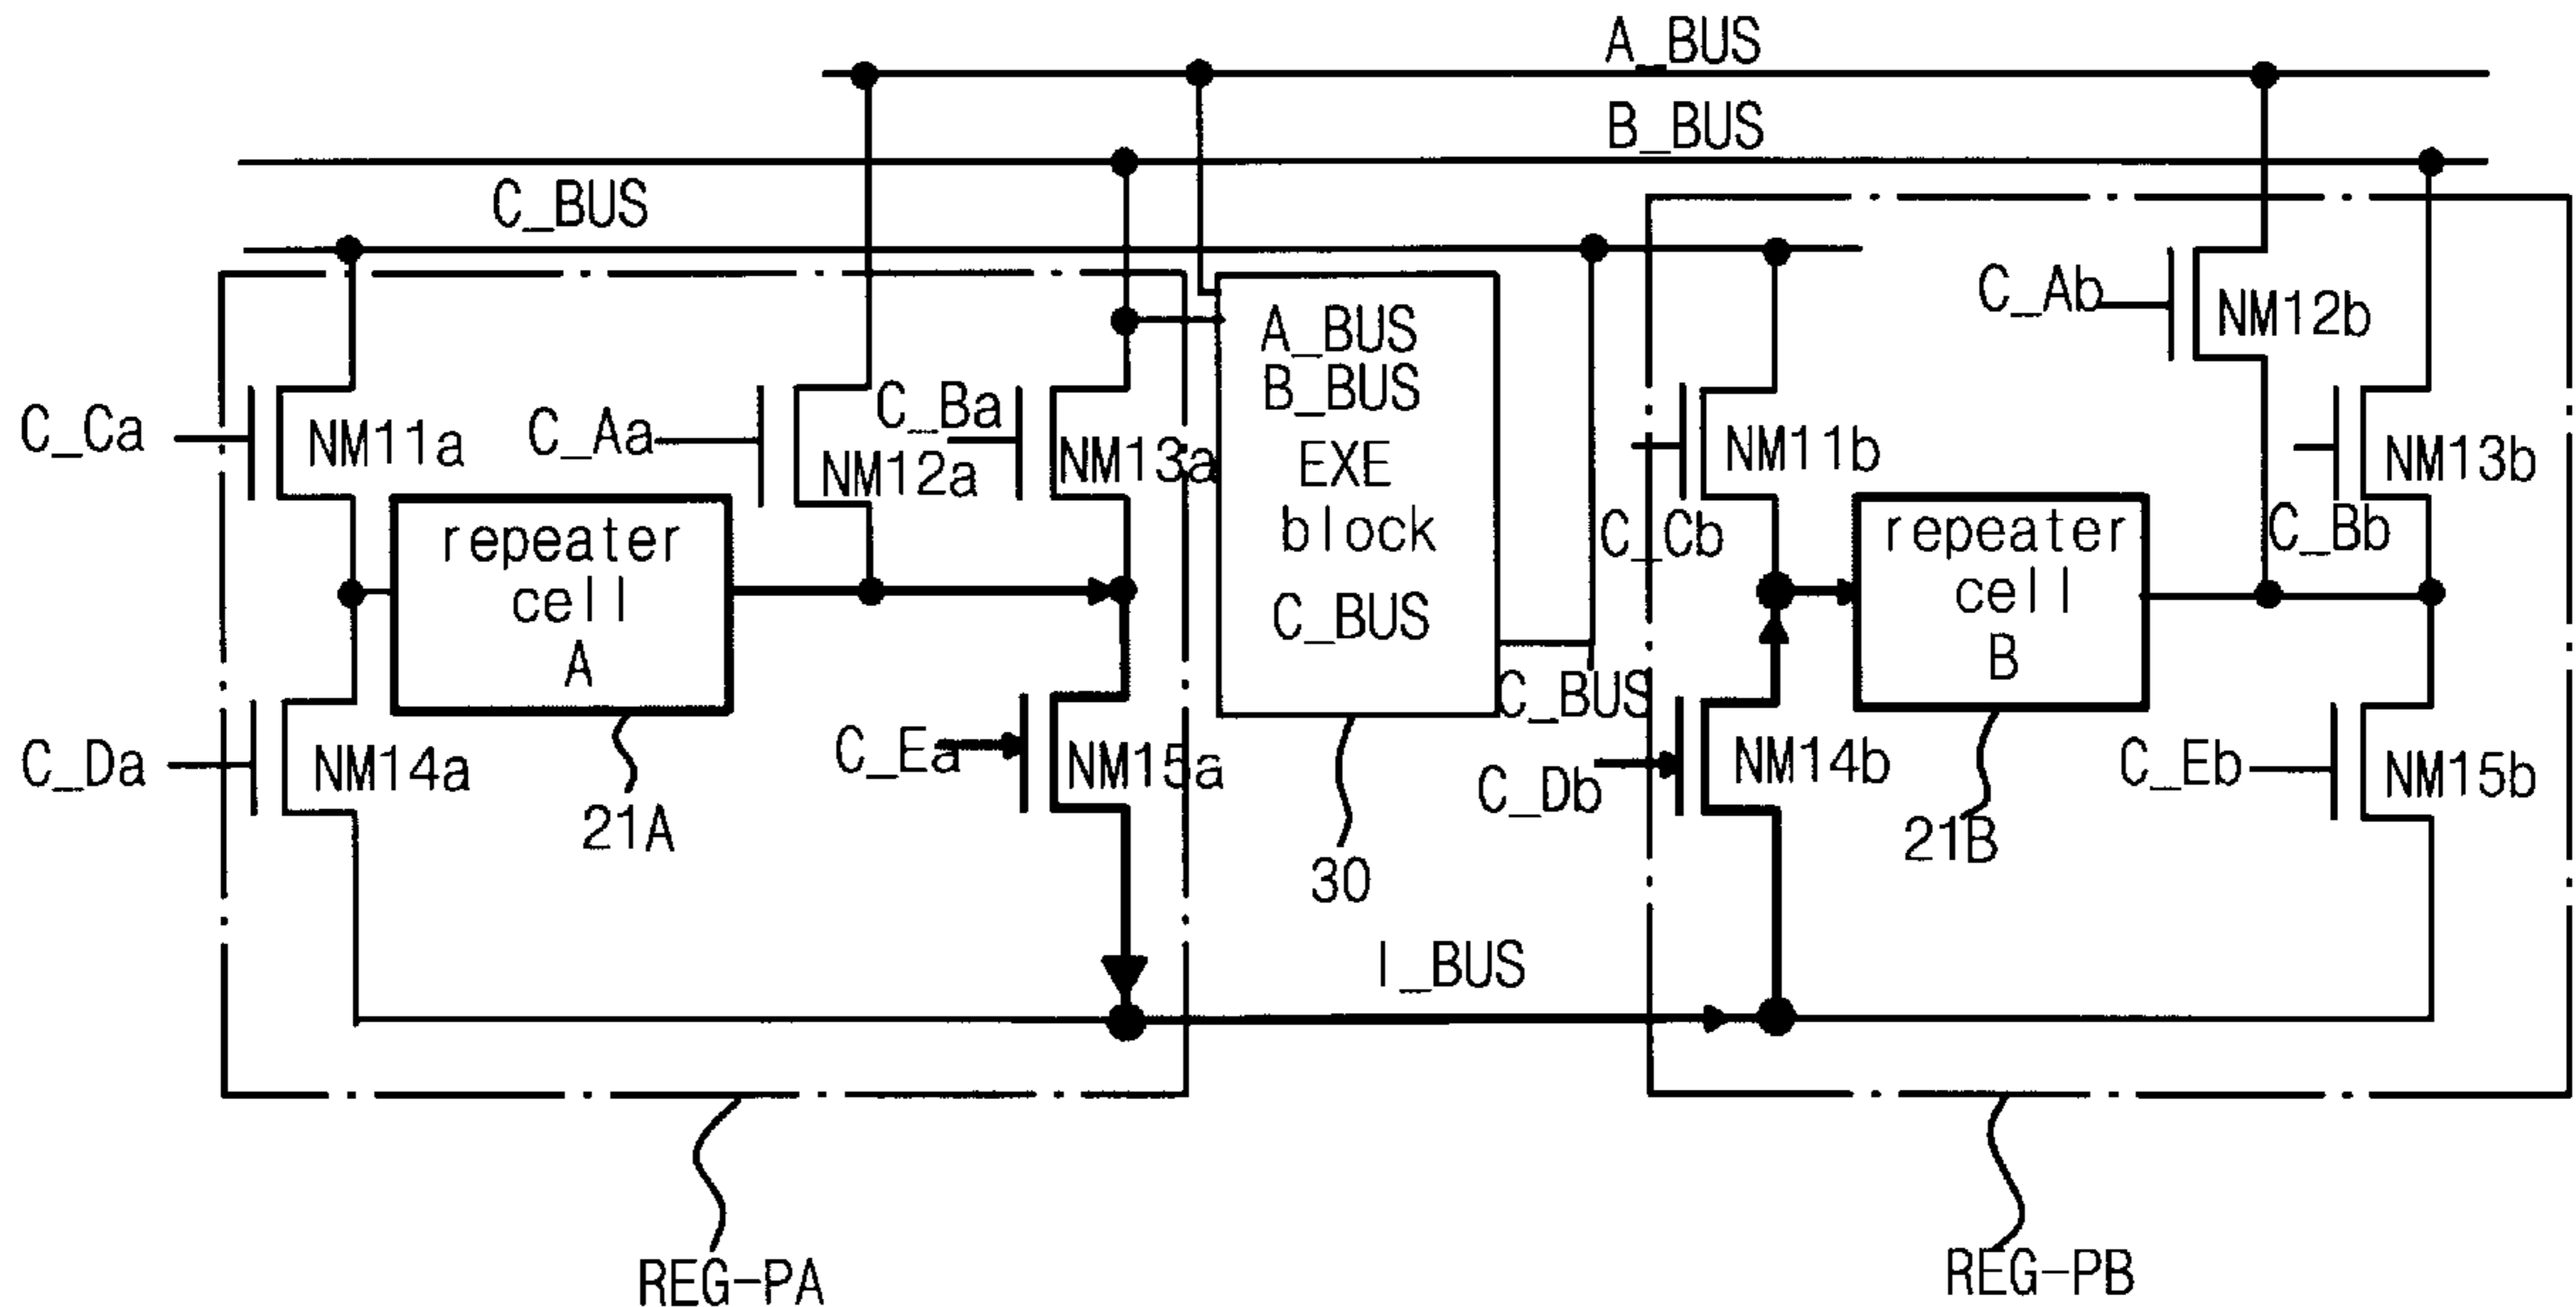 A_BUS
B_BUS
C_BUS
C_Ca
NM11a
C_Aa
NM12a
C_Ba
NM13a
A_BUS
B_BUS
EXE
block
C_BUS
C_Cb
NM11b
C_Ab
NM12b
C_Bb
NM13b
repeater
cell
A
repeater
cell
B
C_Da
NM14a
21A
C_Ea
NM15a
30
C_BUS
C_Db
NM14b
21B
C_Eb
NM15b
I_BUS
REG-PA
REG-PB